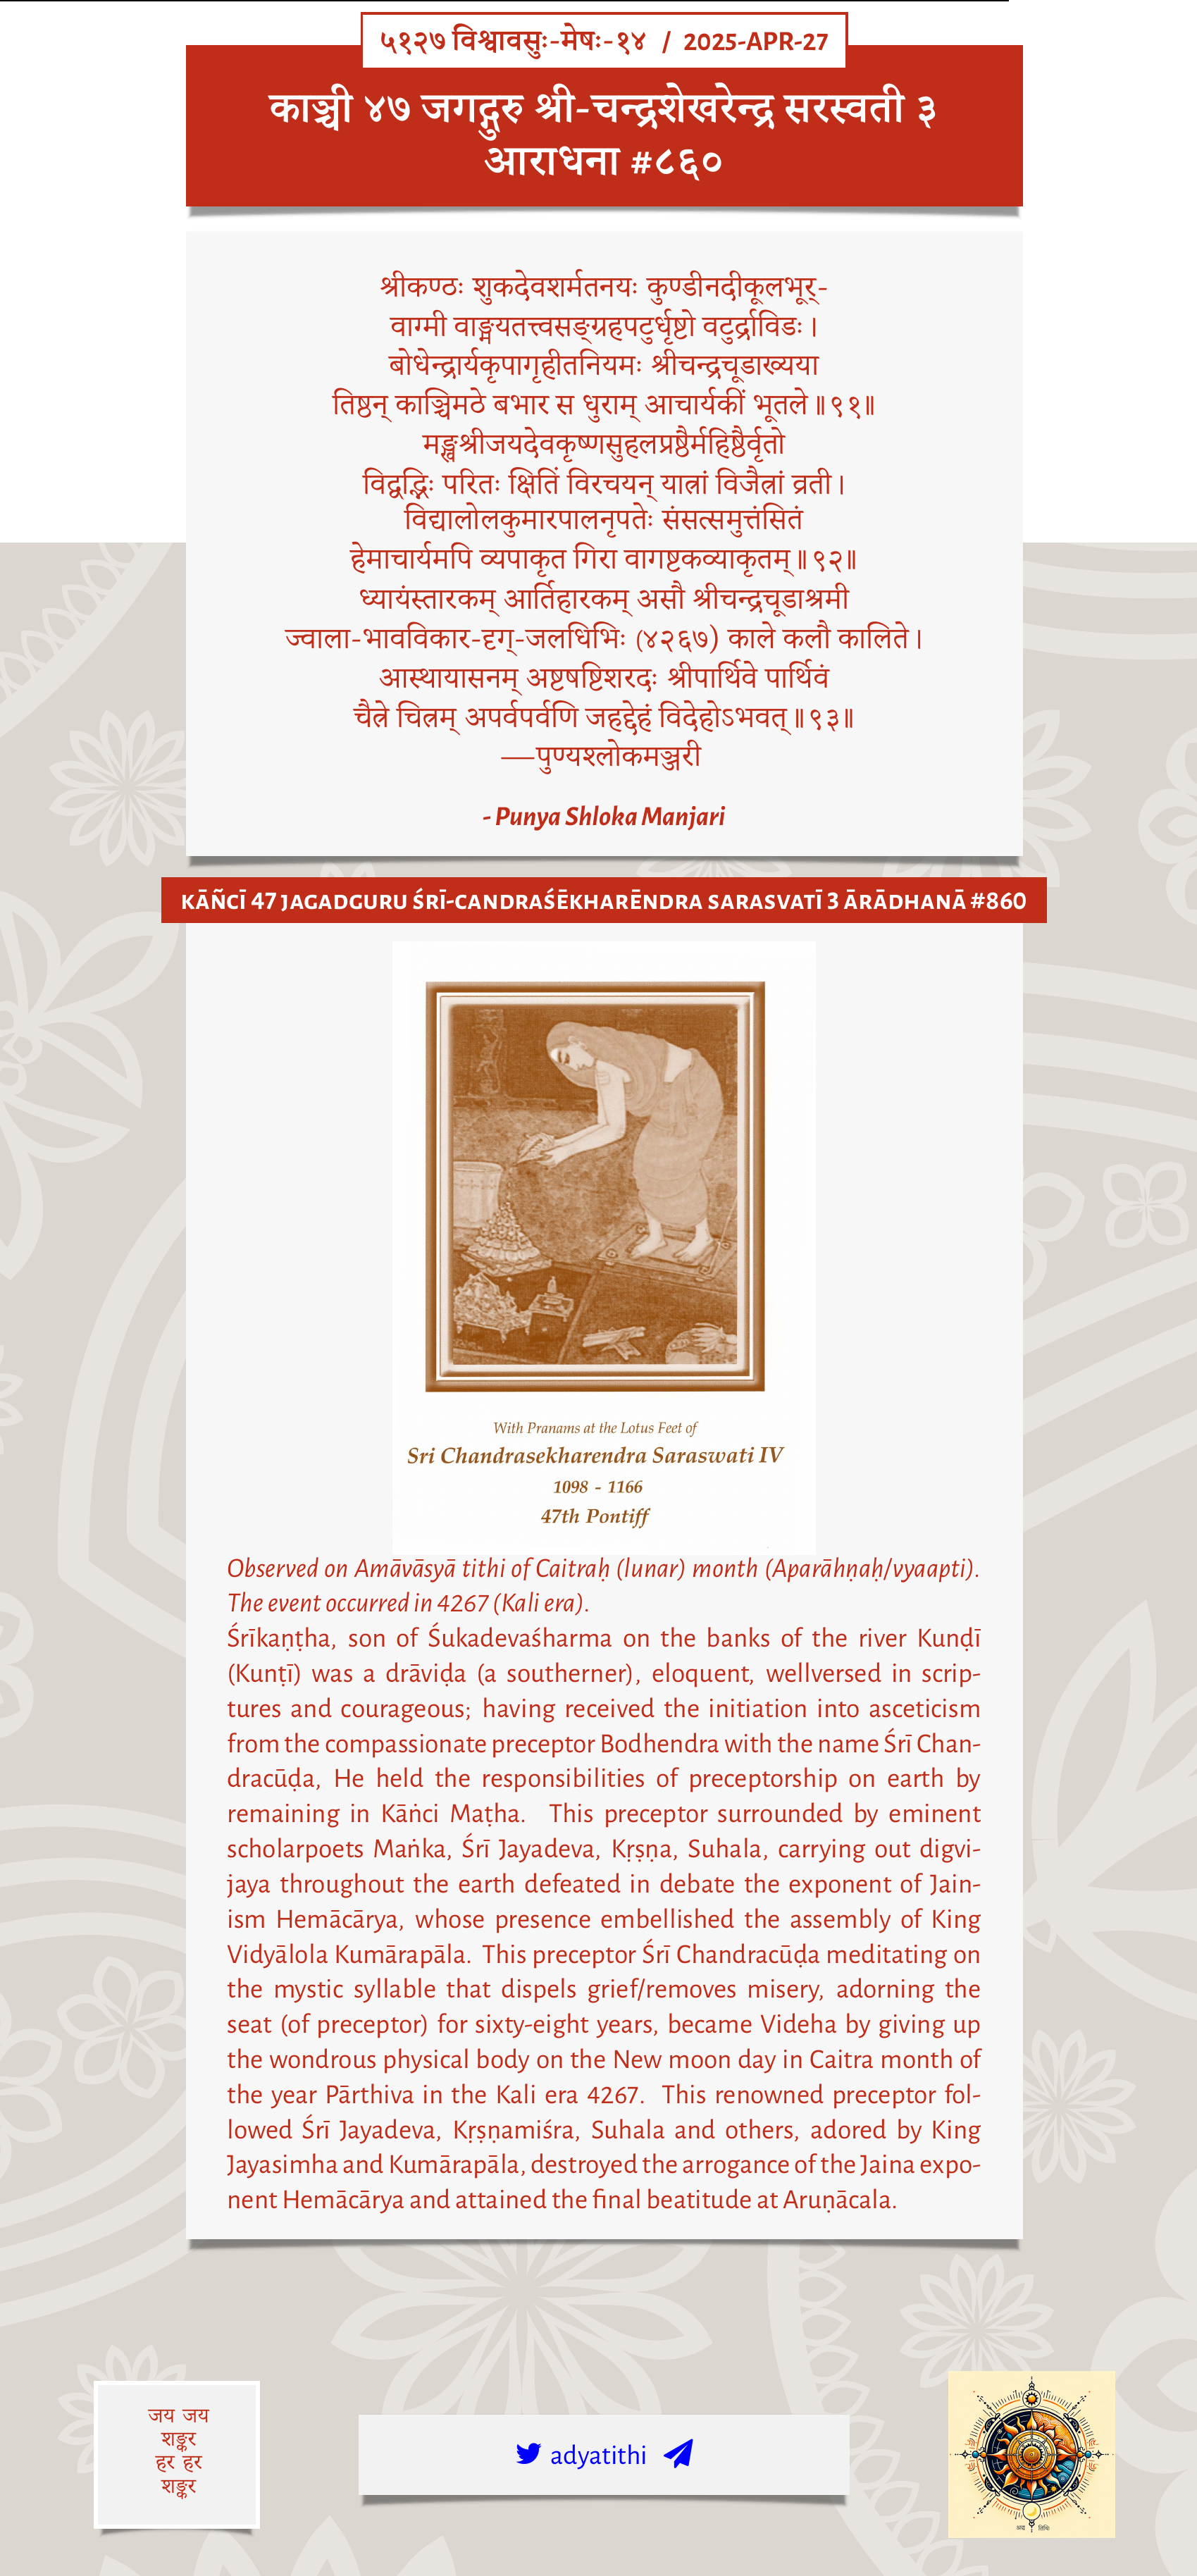 ५१२७ विश्वावसुः-मेषः-१४ / 2025-APR-27
काञ्ची ४७ जगद्गुरु श्री-चन्द्रशेखरेन्द्र सरस्वती ३
आराधना #८६०
श्रीकण्ठः शुकदेवशर्मतनयः कुण्डीनदीकूलभूर्-
वाग्मी वाङ्मयतत्त्वसङ्ग्रहपटुर्धृष्टो वटुर्द्राविडः।
बोधेन्द्रार्यकृपागृहीतनियमः श्रीचन्द्रचूडाख्यया
तिष्ठन् काञ्चिमठे बभार स धुराम् आचार्यकीं भूतले॥९१॥
मङ्खश्रीजयदेवकृष्णसुहलप्रष्ठैर्महिष्ठैर्वृतो
विद्वद्भिः परितः क्षितिं विरचयन् यात्रां विजैत्रां व्रती।
विद्यालोलकुमारपालनृपतेः संसत्समुत्तंसितं
हेमाचार्यमपि व्यपाकृत गिरा वागष्टकव्याकृतम्॥९२॥
ध्यायंस्तारकम् आर्तिहारकम् असौ श्रीचन्द्रचूडाश्रमी
ज्वाला-भावविकार-दृग्-जलधिभिः (४२६७) काले कलौ कालिते।
आस्थायासनम् अष्टषष्टिशरदः श्रीपार्थिवे पार्थिवं
चैत्रे चित्रम् अपर्वपर्वणि जहद्देहं विदेहोऽभवत्॥९३॥
—पुण्यश्लोकमञ्जरी
- Punya Shloka Manjari
KĀÑCĪ 47 JAGADGURU ŚRĪ-CANDRAŚĒKHARĒNDRA SARASVATĪ 3 ĀRĀDHANĀ #860
With Pranams at the Lotus Feet of
Sri Chandrasekharendra Saraswati IV
1098 - 1166
47th Pontiff
Observed on Amāvāsyā tithi of Caitraḥ (lunar) month (Aparāhṇaḥ/vyaapti).
The event occurred in 4267 (Kali era).
Śrīkaṇṭha, son of Śukadevaśharma on the banks of the river Kunḍī
(Kunṭī) was a drāviḍa (a southerner), eloquent, wellversed in scrip-
tures and courageous; having received the initiation into asceticism
from the compassionate preceptor Bodhendra with the name Śrī Chan-
dracūḍa, He held the responsibilities of preceptorship on earth by
remaining in Kāṅci Maṭha. This preceptor surrounded by eminent
scholarpoets Maṅka, Śrī Jayadeva, Kṛṣṇa, Suhala, carrying out digvi-
jaya throughout the earth defeated in debate the exponent of Jain-
ism Hemācārya, whose presence embellished the assembly of King
Vidyālola Kumārapāla. This preceptor Śrī Chandracūḍa meditating on
the mystic syllable that dispels grief/removes misery, adorning the
seat (of preceptor) for sixty-eight years, became Videha by giving up
the wondrous physical body on the New moon day in Caitra month of
the year Pārthiva in the Kali era 4267. This renowned preceptor fol-
lowed Śrī Jayadeva, Kṛṣṇamiśra, Suhala and others, adored by King
Jayasimha and Kumārapāla, destroyed the arrogance of the Jaina expo-
nent Hemācārya and attained the final beatitude at Aruṇācala.
जय जय
शङ्कर
हर हर
शङ्कर
adyatithi
अद्य तिथिः